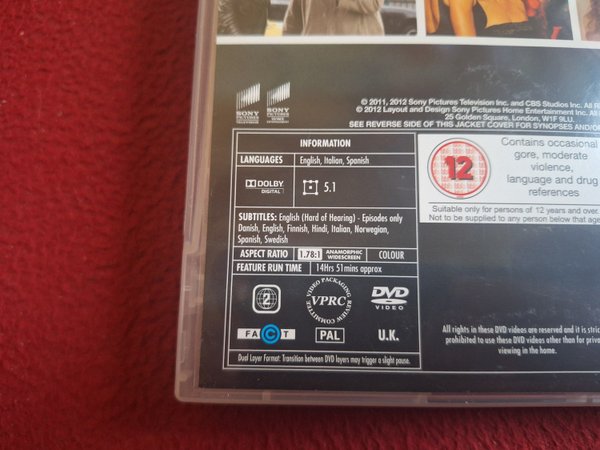 SONY
PICTURES
TELEVISION
SONY
PICTURES
HOME
ENTERTAINMENT
© 2011, 2012 Sony Pictures Television Inc. and CBS Studios Inc. All
© 2012 Layout and Design Sony Pictures Home Entertainment Inc. All
25 Golden Square, London, W1F 9LU.
SEE REVERSE SIDE OF THIS JACKET COVER FOR SYNOPSES AND/OR
INFORMATION
LANGUAGES English, Italian, Spanish
DOLBY
DIGITAL
5.1
SUBTITLES: English (Hard of Hearing) - Episodes only
Danish, English, Finnish, Hindi, Italian, Norwegian,
Spanish, Swedish
ASPECT RATIO 1.78:1 ANAMORPHIC WIDESCREEN COLOUR
FEATURE RUN TIME 14Hrs 51mins approx
2
VIDEO PACKAGING REVIEW COMMITTEE
VPRC
DVD
VIDEO
FACT
PAL
U.K.
Dual Layer Format: Transition between DVD layers may trigger a slight pause.
12
Contains occasional
gore, moderate
violence,
language and drug
references
Suitable only for persons of 12 years and over.
Not to be supplied to any person below that age
All rights in these DVD videos are reserved and it is
prohibited to use these DVD videos other than for
viewing in the home.